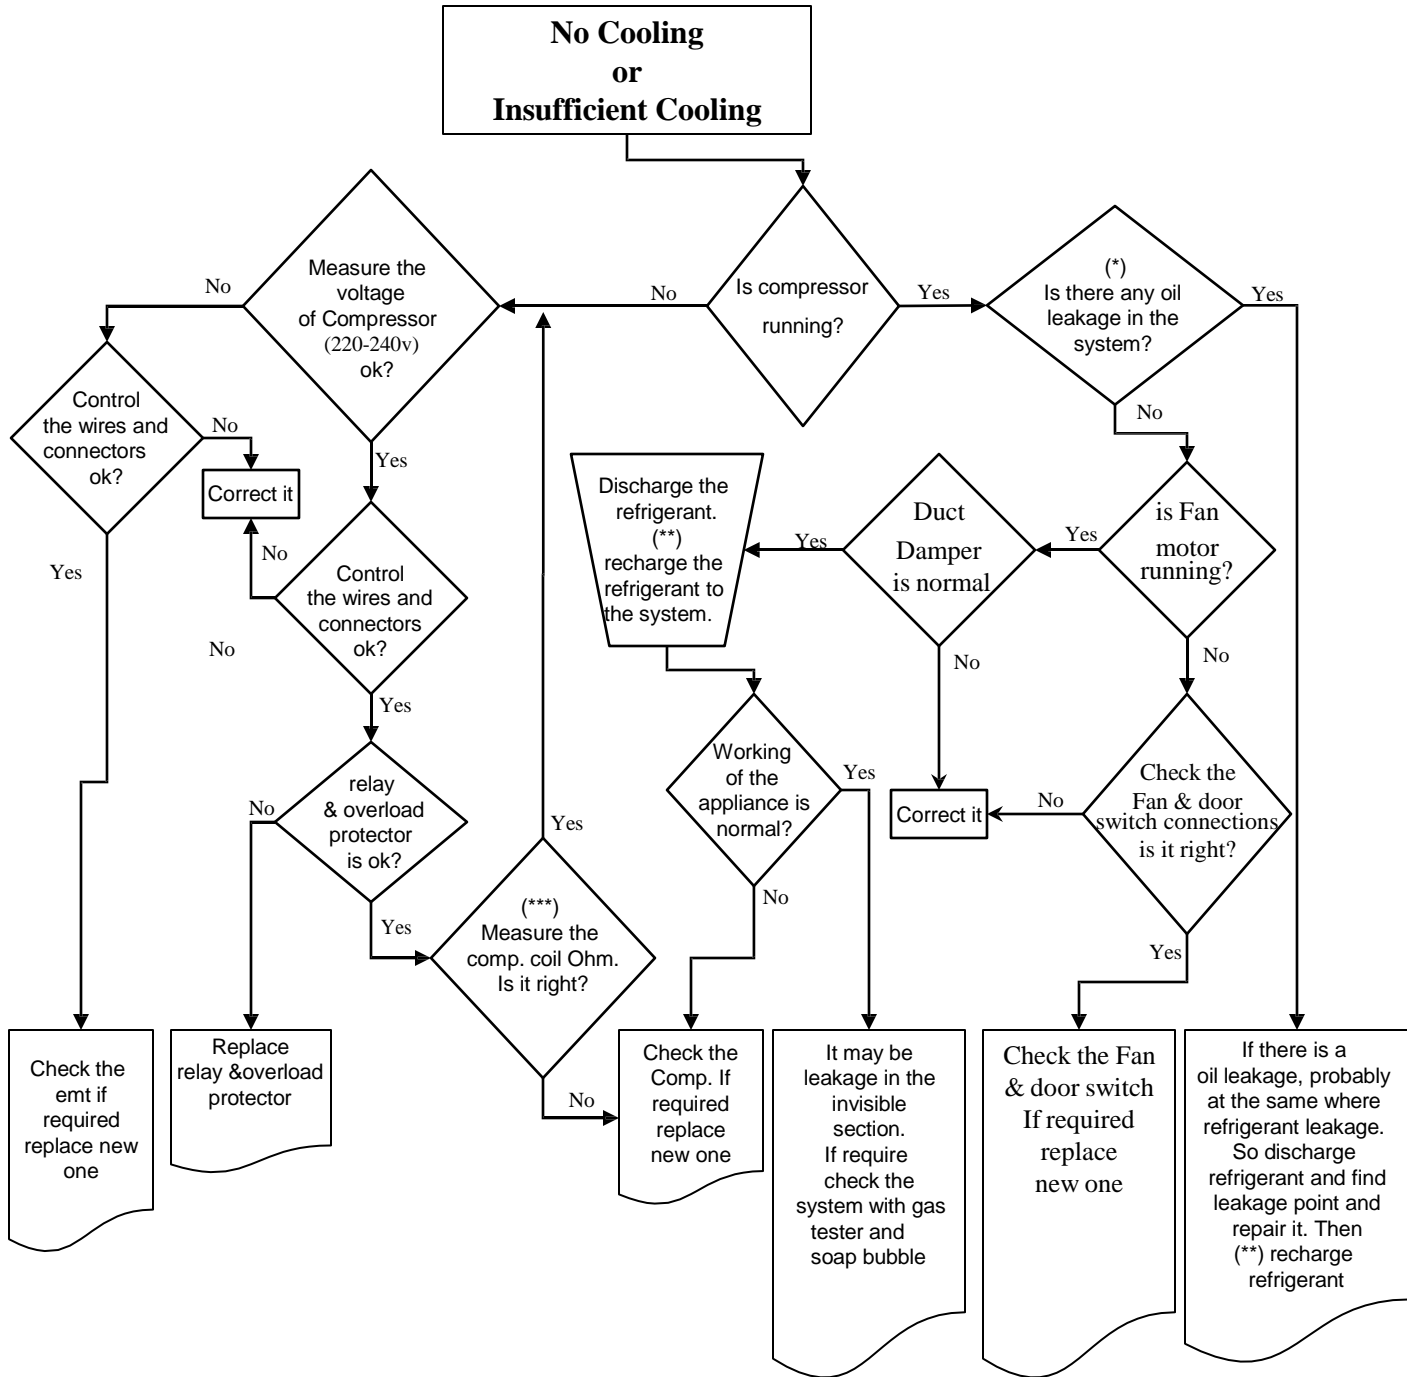 No Cooling
or
Insufficient Cooling
Is compressor
running?
No
Yes
Measure the
voltage
of Compressor
(220-240v)
ok?
No
Yes
(*)
Is there any oil
leakage in the
system?
Yes
No
Control
the wires and
connectors
ok?
No
Yes
Correct it
No
Control
the wires and
connectors
ok?
No
Yes
relay
& overload
protector
is ok?
No
Yes
(***)
Measure the
comp. coil Ohm.
Is it right?
Yes
No
Discharge the
refrigerant.
(**)
recharge the
refrigerant to
the system.
Yes
Duct
Damper
is normal
No
Yes
is Fan
motor
running?
No
Working
of the
appliance is
normal?
Yes
No
Correct it
No
Check the
Fan & door
switch connections
is it right?
Yes
Check the
emt if
required
replace new
one
Replace
relay &overload
protector
Check the
Comp. If
required
replace
new one
It may be
leakage in the
invisible
section.
If require
check the
system with gas
tester and
soap bubble
Check the Fan
& door switch
If required
replace
new one
If there is a
oil leakage, probably
at the same where
refrigerant leakage.
So discharge
refrigerant and find
leakage point and
repair it. Then
(**) recharge
refrigerant